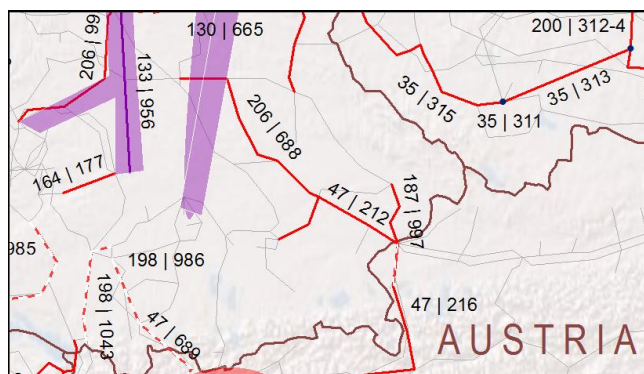 200 | 312-4
130 | 665
206 | 99
133 | 956
35 | 315
35 | 313
35 | 311
206 | 688
164 | 177
47 | 212
187 | 997
985
198 | 986
198 | 1043
47 | 689
47 | 216
AUSTRIA